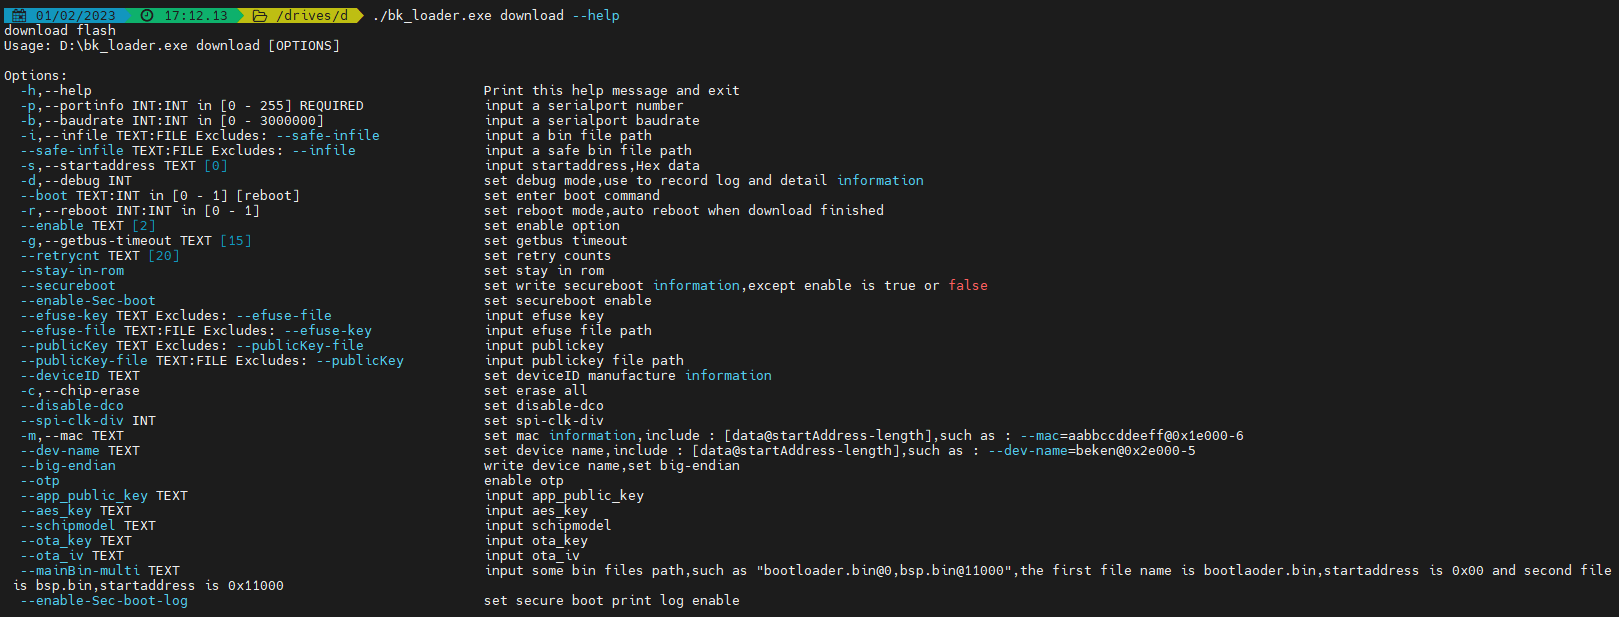 01/02/2023 17:12.13 /drives/d ./bk_loader.exe download --help
download flash
Usage: D:\bk_loader.exe download [OPTIONS]
Options:
-h,--help Print this help message and exit
-p,--portinfo INT:INT in [0 - 255] REQUIRED input a serialport number
-b,--baudrate INT:INT in [0 - 3000000] input a serialport baudrate
-i,--infile TEXT:FILE Excludes: --safe-infile input a bin file path
--safe-infile TEXT:FILE Excludes: --infile input a safe bin file path
-s,--startaddress TEXT [0] input startaddress,Hex data
-d,--debug INT set debug mode,use to record log and detail information
--boot TEXT:INT in [0 - 1] [reboot] set enter boot command
-r,--reboot INT:INT in [0 - 1] set reboot mode,auto reboot when download finished
--enable TEXT [2] set enable option
-g,--getbus-timeout TEXT [15] set getbus timeout
--retrycnt TEXT [20] set retry counts
--stay-in-rom set stay in rom
--secureboot set write secureboot information,except enable is true or false
--enable-Sec-boot set secureboot enable
--efuse-key TEXT Excludes: --efuse-file input efuse key
--efuse-file TEXT:FILE Excludes: --efuse-key input efuse file path
--publicKey TEXT Excludes: --publicKey-file input publickey
--publicKey-file TEXT:FILE Excludes: --publicKey input publickey file path
--deviceID TEXT set deviceID manufacture information
-c,--chip-erase set erase all
--disable-dco set disable-dco
--spi-clk-div INT set spi-clk-div
-m,--mac TEXT set mac information,include : [data@startAddress-length],such as : --mac=aabbccddeeff@0x1e000-6
--dev-name TEXT set device name,include : [data@startAddress-length],such as : --dev-name=beken@0x2e000-5
--big-endian write device name,set big-endian
--otp enable otp
--app_public_key TEXT input app_public_key
--aes_key TEXT input aes_key
--schipmodel TEXT input schipmodel
--ota_key TEXT input ota_key
--ota_iv TEXT input ota_iv
--mainBin-multi TEXT input some bin files path,such as "bootloader.bin@0,bsp.bin@11000",the first file name is bootlaoder.bin,startaddress is 0x00 and second file
is bsp.bin,startaddress is 0x11000
--enable-Sec-boot-log set secure boot print log enable